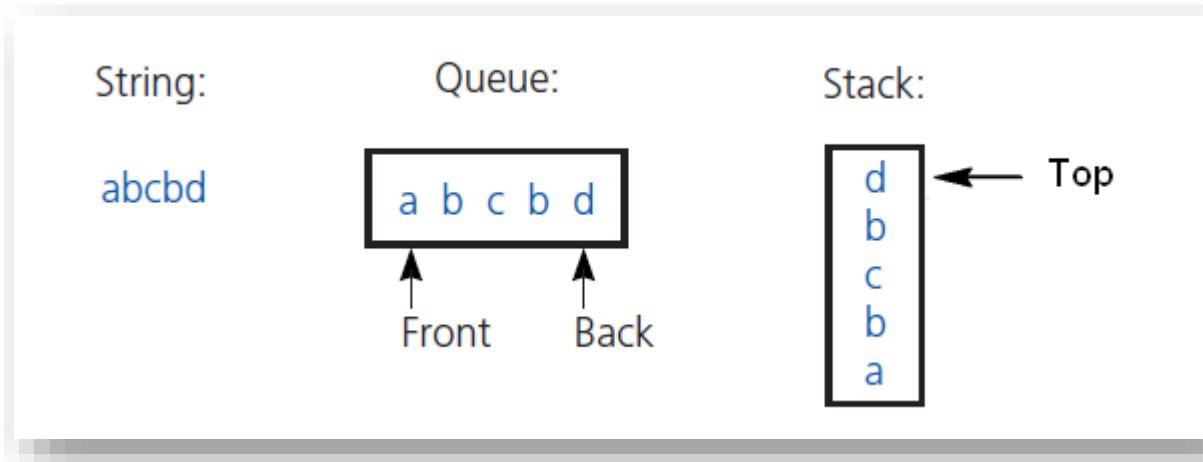 String:
Queue:
Stack:
abcbd
a b c b d
Front
Back
d
b
c
b
a
Top